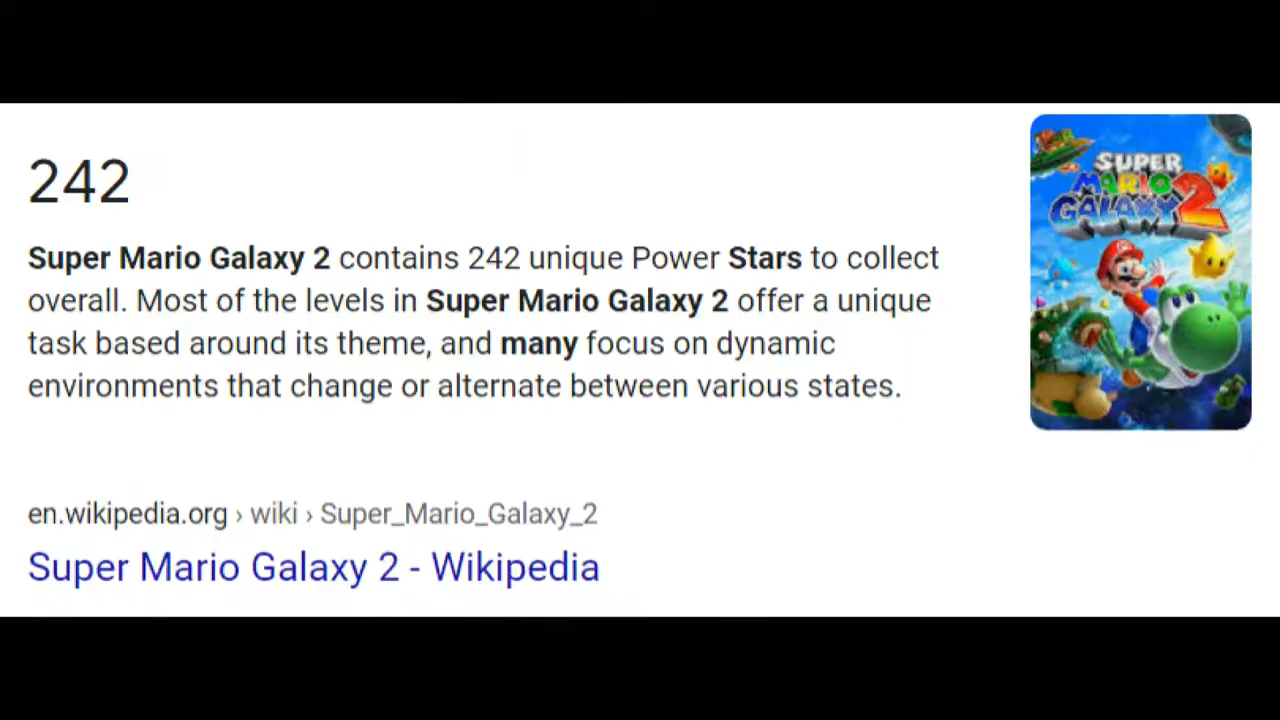 242
Super Mario Galaxy 2 contains 242 unique Power Stars to collect
overall. Most of the levels in Super Mario Galaxy 2 offer a unique
task based around its theme, and many focus on dynamic
environments that change or alternate between various states.
SUPER
MARIO
GALAXY 2
en.wikipedia.org › wiki › Super_Mario_Galaxy_2
Super Mario Galaxy 2 - Wikipedia